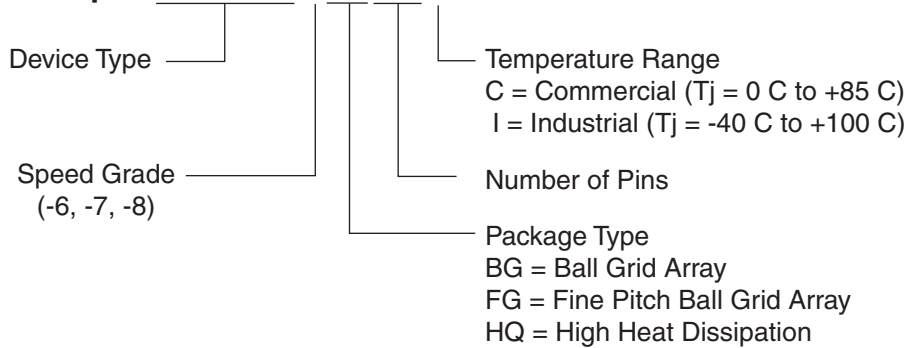 Device Type
Temperature Range
C = Commercial (Tj = 0 C to +85 C)
I = Industrial (Tj = -40 C to +100 C)
Speed Grade
(-6, -7, -8)
Number of Pins
Package Type
BG = Ball Grid Array
FG = Fine Pitch Ball Grid Array
HQ = High Heat Dissipation